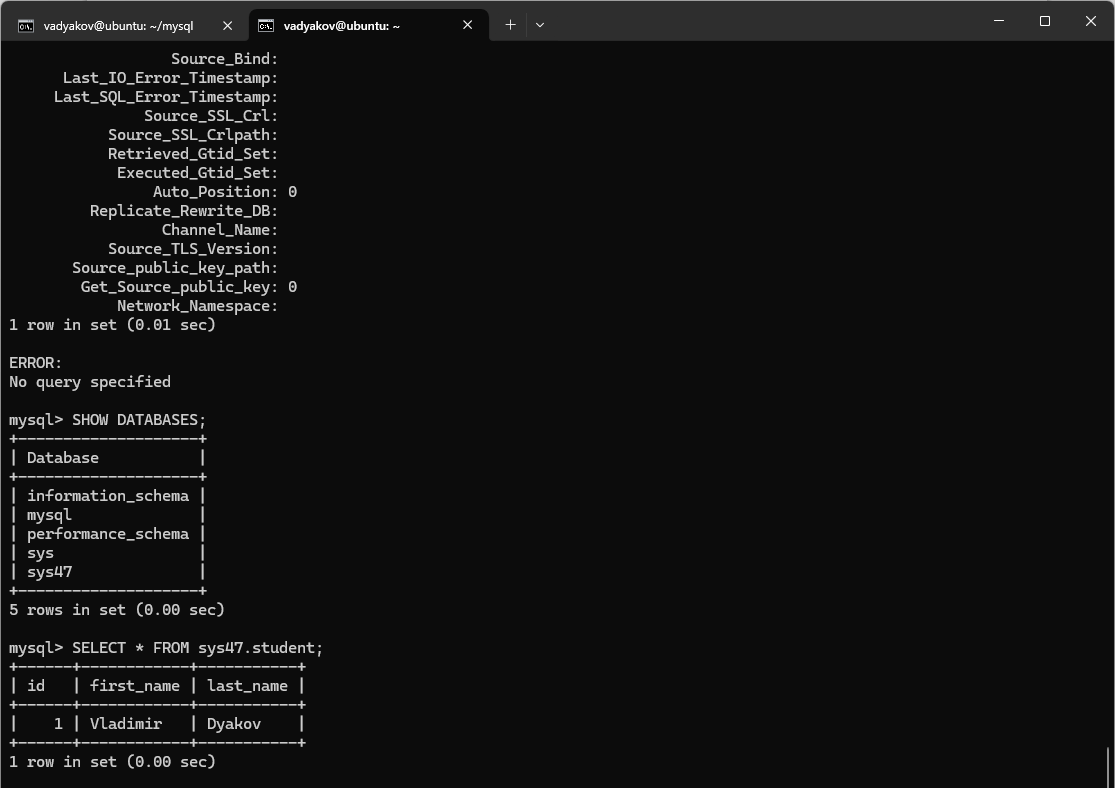 vadyakov@ubuntu: ~/mysql
vadyakov@ubuntu: ~
               Source_Bind:
     Last_IO_Error_Timestamp:
    Last_SQL_Error_Timestamp:
              Source_SSL_Crl:
          Source_SSL_Crlpath:
          Retrieved_Gtid_Set:
           Executed_Gtid_Set:
               Auto_Position: 0
        Replicate_Rewrite_DB:
                Channel_Name:
          Source_TLS_Version:
      Source_public_key_path:
       Get_Source_public_key: 0
           Network_Namespace:
1 row in set (0.01 sec)

ERROR:
No query specified

mysql> SHOW DATABASES;
+--------------------+
| Database           |
+--------------------+
| information_schema |
| mysql              |
| performance_schema |
| sys                |
| sys47              |
+--------------------+
5 rows in set (0.00 sec)

mysql> SELECT * FROM sys47.student;
+------+------------+-----------+
| id   | first_name | last_name |
+------+------------+-----------+
|    1 | Vladimir   | Dyakov    |
+------+------------+-----------+
1 row in set (0.00 sec)